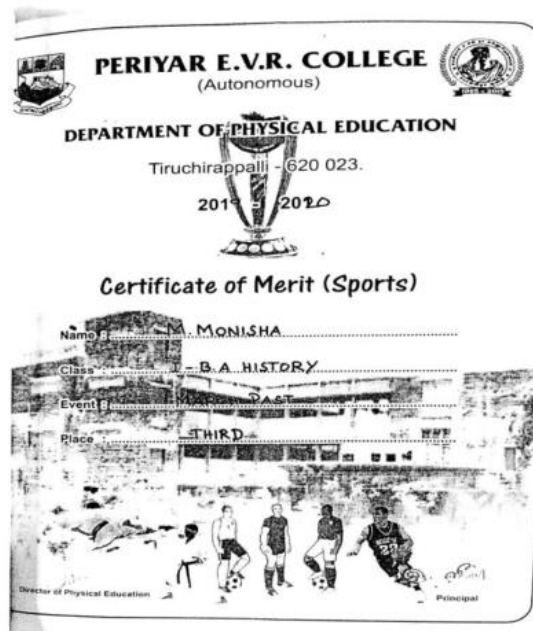 PERIYAR E.V.R. COLLEGE
(Autonomous)
DEPARTMENT OF PHYSICAL EDUCATION
Tiruchirappalli - 620 023.
2019 - 2020
Certificate of Merit (Sports)
Name : M. MONISHA
Class : I - B.A HISTORY
Event : PAST
Place : THIRD
Director of Physical Education
Principal